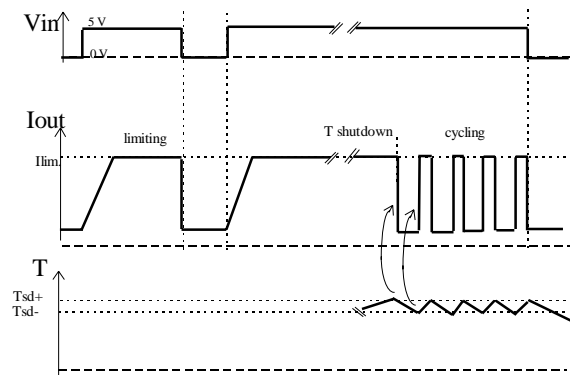 Vin
5 V
0 V
Iout
limiting
T shutdown
cycling
Ilim.
T
Tsd+
Tsd-